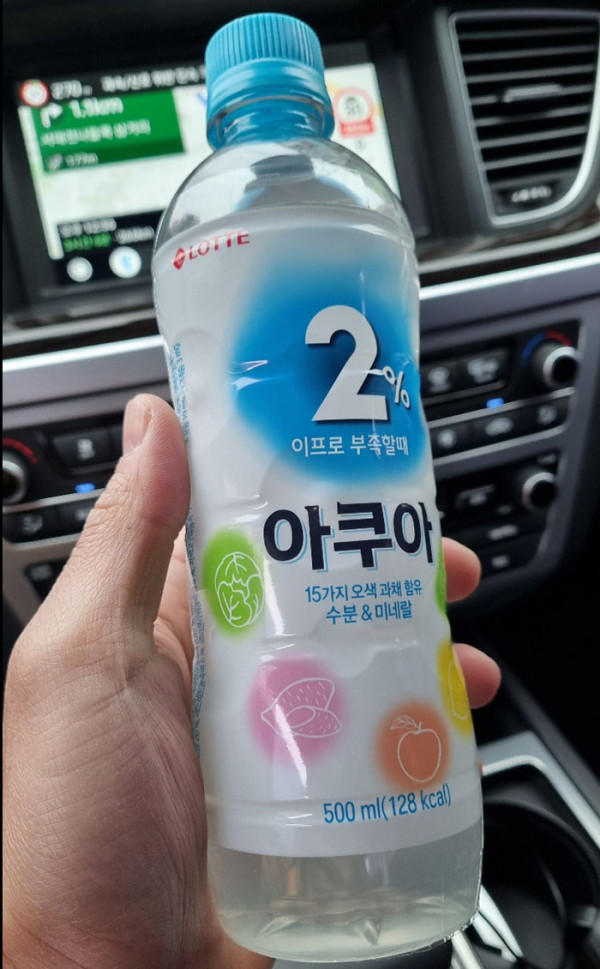 270 m
1.1km
LOTTE
2%
이프로 부족할때
아쿠아
15가지 오색 과채 함유
수분 & 미네랄
500 ml(128 kcal)